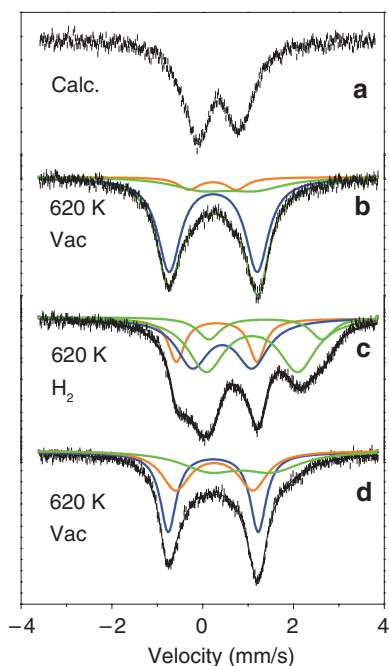 Calc.
a
620 K
Vac
b
620 K
H₂
c
620 K
Vac
d
−4 −2 0 2 4
Velocity (mm/s)